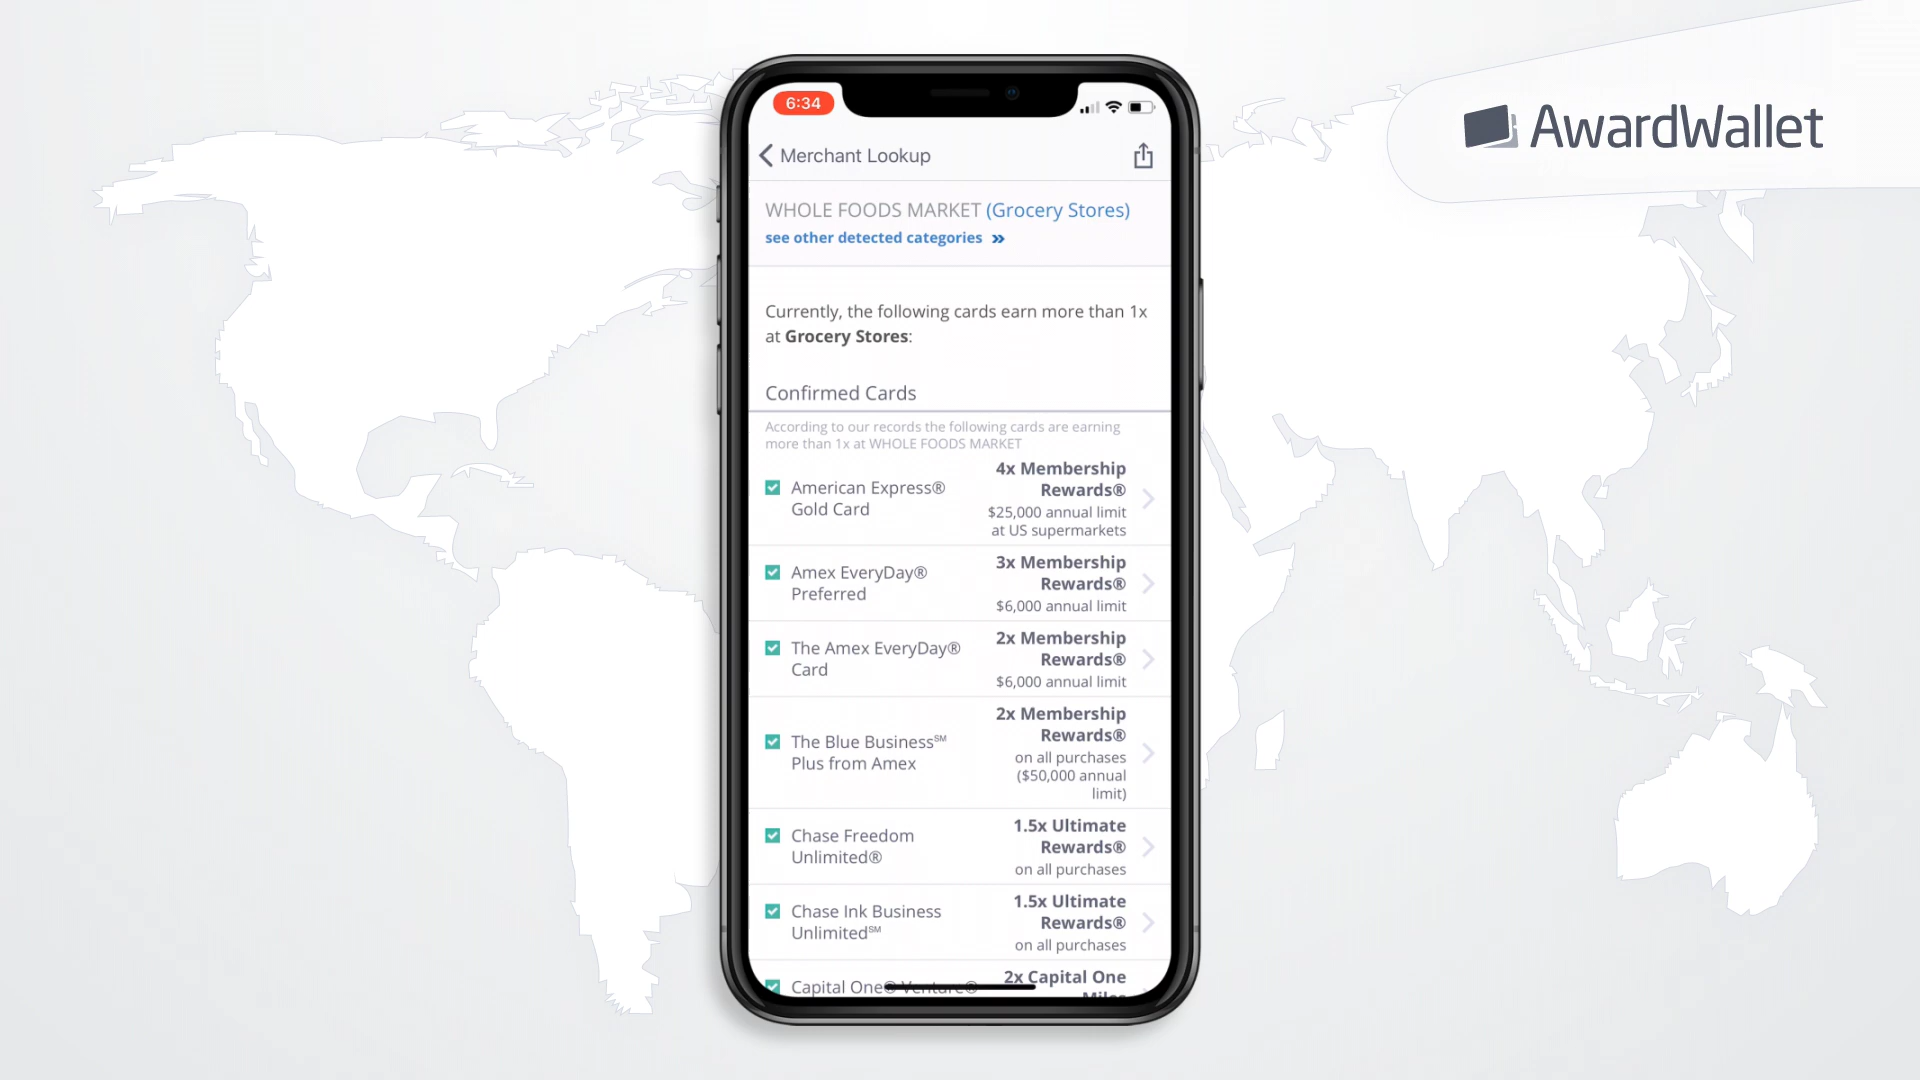 6:34
AwardWallet
Merchant Lookup
WHOLE FOODS MARKET (Grocery Stores)
see other detected categories »
Currently, the following cards earn more than 1x
at Grocery Stores:
Confirmed Cards
According to our records the following cards are earning
more than 1x at WHOLE FOODS MARKET
American Express®
Gold Card
4x Membership
Rewards®
$25,000 annual limit
at US supermarkets
Amex EveryDay®
Preferred
3x Membership
Rewards®
$6,000 annual limit
The Amex EveryDay®
Card
2x Membership
Rewards®
$6,000 annual limit
The Blue Business℠
Plus from Amex
2x Membership
Rewards®
on all purchases
($50,000 annual
limit)
Chase Freedom
Unlimited®
1.5x Ultimate
Rewards®
on all purchases
Chase Ink Business
Unlimited℠
1.5x Ultimate
Rewards®
on all purchases
Capital One® Venture®
2x Capital One
Miles